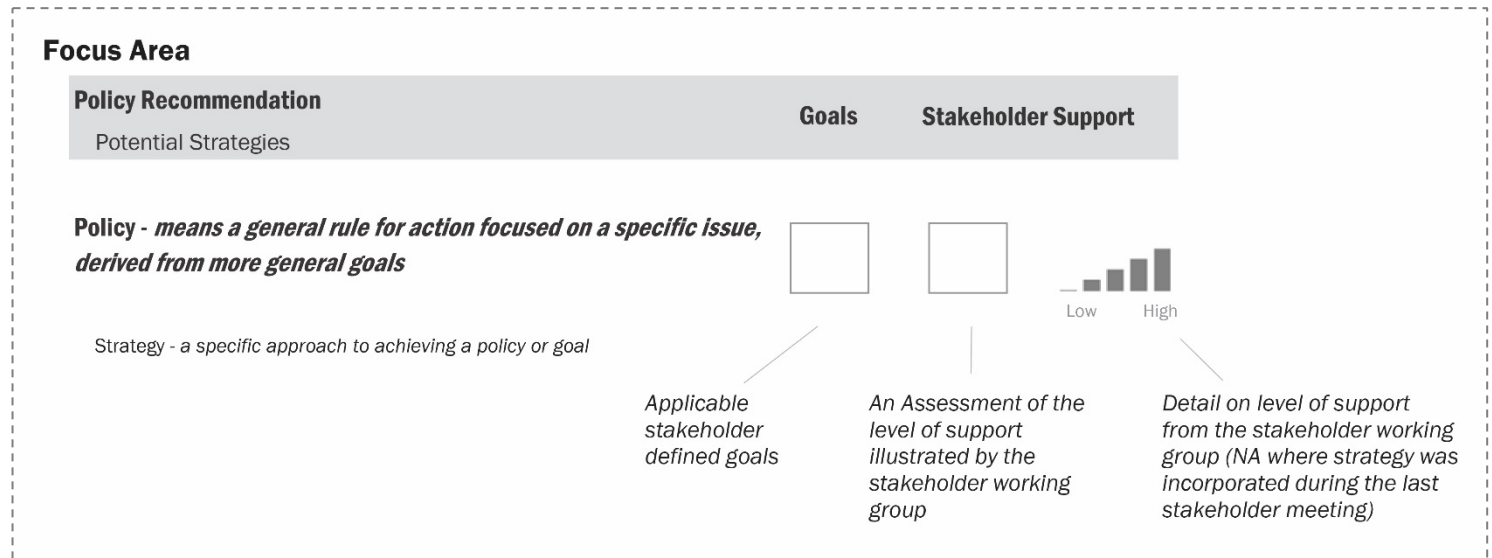 Focus Area
Policy Recommendation
Potential Strategies
Goals
Stakeholder Support
Policy - means a general rule for action focused on a specific issue,
derived from more general goals
Low
High
Strategy - a specific approach to achieving a policy or goal
Applicable
stakeholder
defined goals
An Assessment of the
level of support
illustrated by the
stakeholder working
group
Detail on level of support
from the stakeholder working
group (NA where strategy was
incorporated during the last
stakeholder meeting)